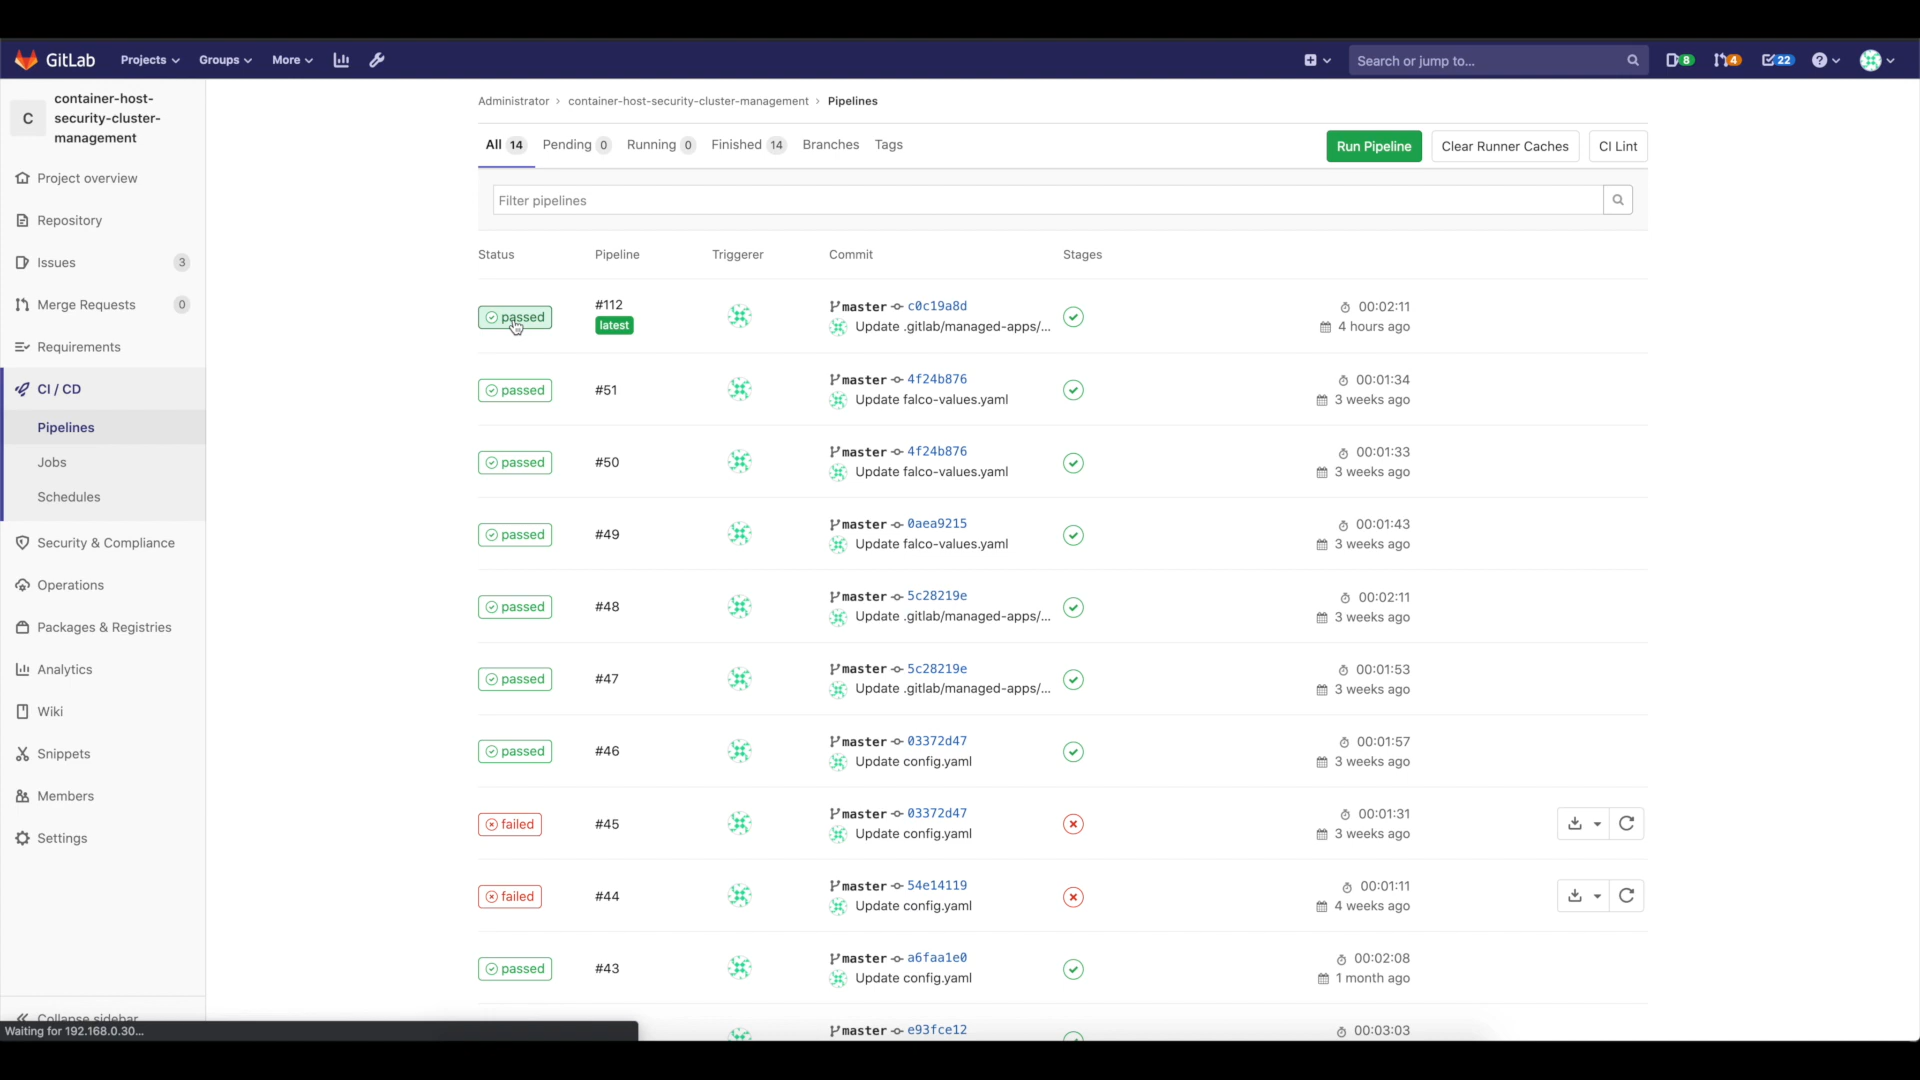 GitLab Projects Groups More Search or jump to... 8 4 22
C container-host-security-cluster-management
Project overview
Repository
Issues 3
Merge Requests 0
Requirements
CI / CD
Pipelines
Jobs
Schedules
Security & Compliance
Operations
Packages & Registries
Analytics
Wiki
Snippets
Members
Settings
Collapse sidebar
Waiting for 192.168.0.30...
Administrator > container-host-security-cluster-management > Pipelines
All 14 Pending 0 Running 0 Finished 14 Branches Tags Run Pipeline Clear Runner Caches CI Lint
Filter pipelines
Status Pipeline Triggerer Commit Stages
passed #112 latest master c0c19a8d 00:02:11
Update .gitlab/managed-apps/... 4 hours ago
passed #51 master 4f24b876 00:01:34
Update falco-values.yaml 3 weeks ago
passed #50 master 4f24b876 00:01:33
Update falco-values.yaml 3 weeks ago
passed #49 master 0aea9215 00:01:43
Update falco-values.yaml 3 weeks ago
passed #48 master 5c28219e 00:02:11
Update .gitlab/managed-apps/... 3 weeks ago
passed #47 master 5c28219e 00:01:53
Update .gitlab/managed-apps/... 3 weeks ago
passed #46 master 03372d47 00:01:57
Update config.yaml 3 weeks ago
failed #45 master 03372d47 00:01:31
Update config.yaml 3 weeks ago
failed #44 master 54e14119 00:01:11
Update config.yaml 4 weeks ago
passed #43 master a6faa1e0 00:02:08
Update config.yaml 1 month ago
master e93fce12 00:03:03